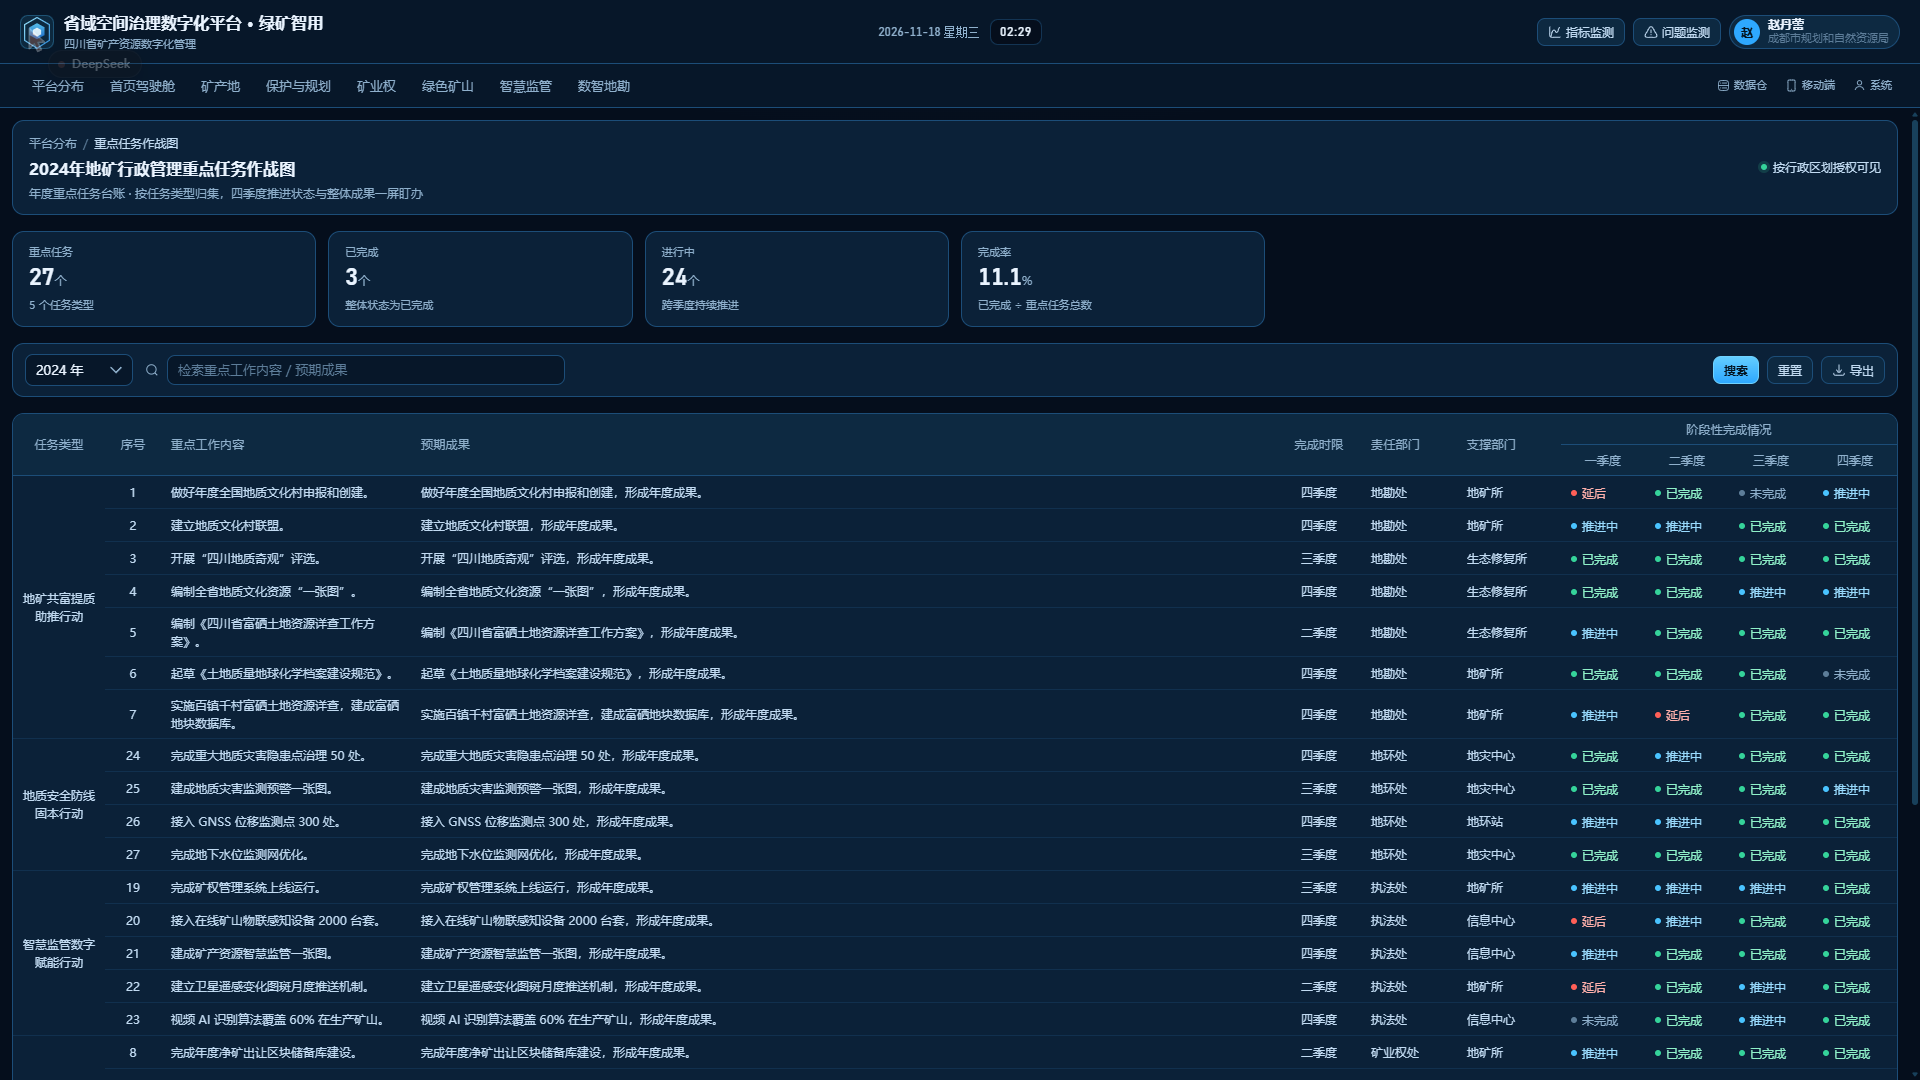 省域空间治理数字化平台 • 绿矿智用
四川省矿产资源数字化管理
DeepSeek
2026-11-18 星期三 02:29
指标监测 问题监测
赵 赵丹蕾
成都市规划和自然资源局
平台分布 首页驾驶舱 矿产地 保护与规划 矿业权 绿色矿山 智慧监管 数智地勘 数据仓 移动端 系统
平台分布 / 重点任务作战图
2024年地矿行政管理重点任务作战图
年度重点任务台账 · 按任务类型归集，四季度推进状态与整体成果一屏盯办
按行政区划授权可见
重点任务 已完成 进行中 完成率
27个 3个 24个 11.1%
5 个任务类型 整体状态为已完成 跨季度持续推进 已完成 ÷ 重点任务总数
2024 年 检索重点工作内容 / 预期成果 搜索 重置 导出
任务类型 序号 重点工作内容 预期成果 完成时限 责任部门 支撑部门 阶段性完成情况
一季度 二季度 三季度 四季度
地矿共富提质助推行动
1 做好年度全国地质文化村申报和创建。 做好年度全国地质文化村申报和创建，形成年度成果。 四季度 地勘处 地矿所 延后 已完成 未完成 推进中
2 建立地质文化村联盟。 建立地质文化村联盟，形成年度成果。 四季度 地勘处 地矿所 推进中 推进中 已完成 已完成
3 开展“四川地质奇观”评选。 开展“四川地质奇观”评选，形成年度成果。 三季度 地勘处 生态修复所 已完成 已完成 已完成 已完成
4 编制全省地质文化资源“一张图”。 编制全省地质文化资源“一张图”，形成年度成果。 四季度 地勘处 生态修复所 已完成 已完成 推进中 推进中
5 编制《四川省富硒土地资源详查工作方案》。 编制《四川省富硒土地资源详查工作方案》，形成年度成果。 二季度 地勘处 生态修复所 推进中 已完成 已完成 已完成
6 起草《土地质量地球化学档案建设规范》。 起草《土地质量地球化学档案建设规范》，形成年度成果。 四季度 地勘处 地矿所 已完成 已完成 已完成 未完成
7 实施百镇千村富硒土地资源详查，建成富硒地块数据库。 实施百镇千村富硒土地资源详查，建成富硒地块数据库，形成年度成果。 四季度 地勘处 地矿所 推进中 延后 已完成 已完成
地质安全防线固本行动
24 完成重大地质灾害隐患点治理 50 处。 完成重大地质灾害隐患点治理 50 处，形成年度成果。 四季度 地环处 地灾中心 已完成 推进中 已完成 已完成
25 建成地质灾害监测预警一张图。 建成地质灾害监测预警一张图，形成年度成果。 三季度 地环处 地灾中心 已完成 已完成 已完成 推进中
26 接入 GNSS 位移监测点 300 处。 接入 GNSS 位移监测点 300 处，形成年度成果。 四季度 地环处 地环站 推进中 推进中 已完成 已完成
27 完成地下水位监测网优化。 完成地下水位监测网优化，形成年度成果。 三季度 地环处 地灾中心 已完成 已完成 已完成 已完成
智慧监管数字赋能行动
19 完成矿权管理系统上线运行。 完成矿权管理系统上线运行，形成年度成果。 三季度 执法处 地矿所 推进中 推进中 推进中 已完成
20 接入在线矿山物联感知设备 2000 台套。 接入在线矿山物联感知设备 2000 台套，形成年度成果。 四季度 执法处 信息中心 延后 推进中 已完成 已完成
21 建成矿产资源智慧监管一张图。 建成矿产资源智慧监管一张图，形成年度成果。 四季度 执法处 信息中心 推进中 已完成 已完成 已完成
22 建立卫星遥感变化图斑月度推送机制。 建立卫星遥感变化图斑月度推送机制，形成年度成果。 二季度 执法处 地矿所 延后 已完成 推进中 已完成
23 视频 AI 识别算法覆盖 60% 在生产矿山。 视频 AI 识别算法覆盖 60% 在生产矿山，形成年度成果。 四季度 执法处 信息中心 未完成 已完成 推进中 已完成
8 完成年度净矿出让区块储备库建设。 完成年度净矿出让区块储备库建设，形成年度成果。 二季度 矿业权处 地矿所 推进中 已完成 已完成 已完成